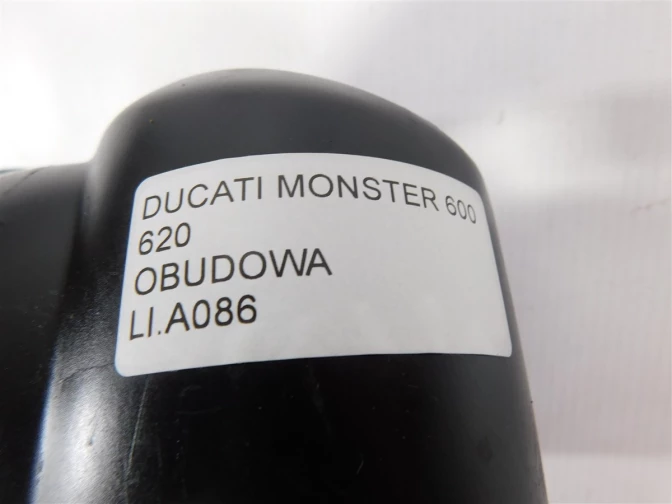 DUCATI MONSTER 600
620
OBUDOWA
LI.A086